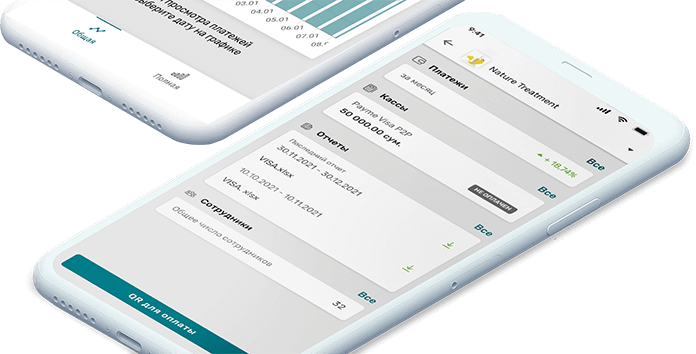 03.01
04.01
05.01
06.01
07.01
просмотра платежей
выберите дату на графике
Общая
Полная
9:41
Nature Treatment
Платежи
за месяц
+ 18.74%
Все
Кассы
Payme Visa P2P
50 000.00 сум.
НЕ ОПЛАЧЕН
Все
Отчеты
Последний отчет
30.11.2021 - 30.12.2021
VISA.xlsx
10.10.2021 - 10.11.2021
VISA.xlsx
Все
Сотрудники
Общее число сотрудников
32
Все
QR для оплаты